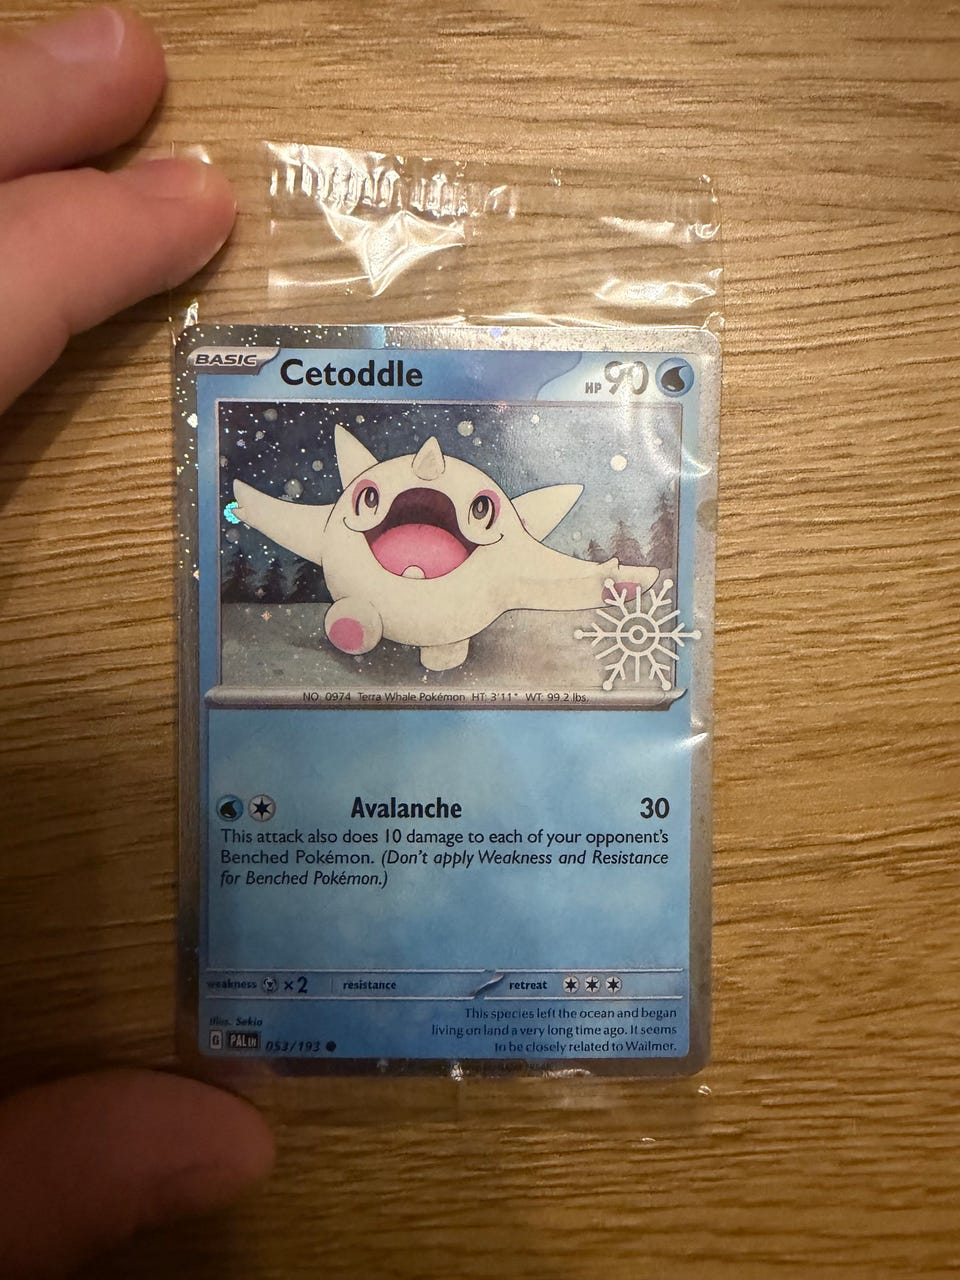 BASIC Cetoddle HP 90
NO. 0974 Terra Whale Pokémon HT: 3'11" WT: 99.2 lbs.
Avalanche 30
This attack also does 10 damage to each of your opponent's
Benched Pokémon. (Don't apply Weakness and Resistance
for Benched Pokémon.)
weakness ×2 resistance retreat
This species left the ocean and began
living on land a very long time ago. It seems
to be closely related to Wailmer.
Illus. Sekio
G PAL EN 053/193